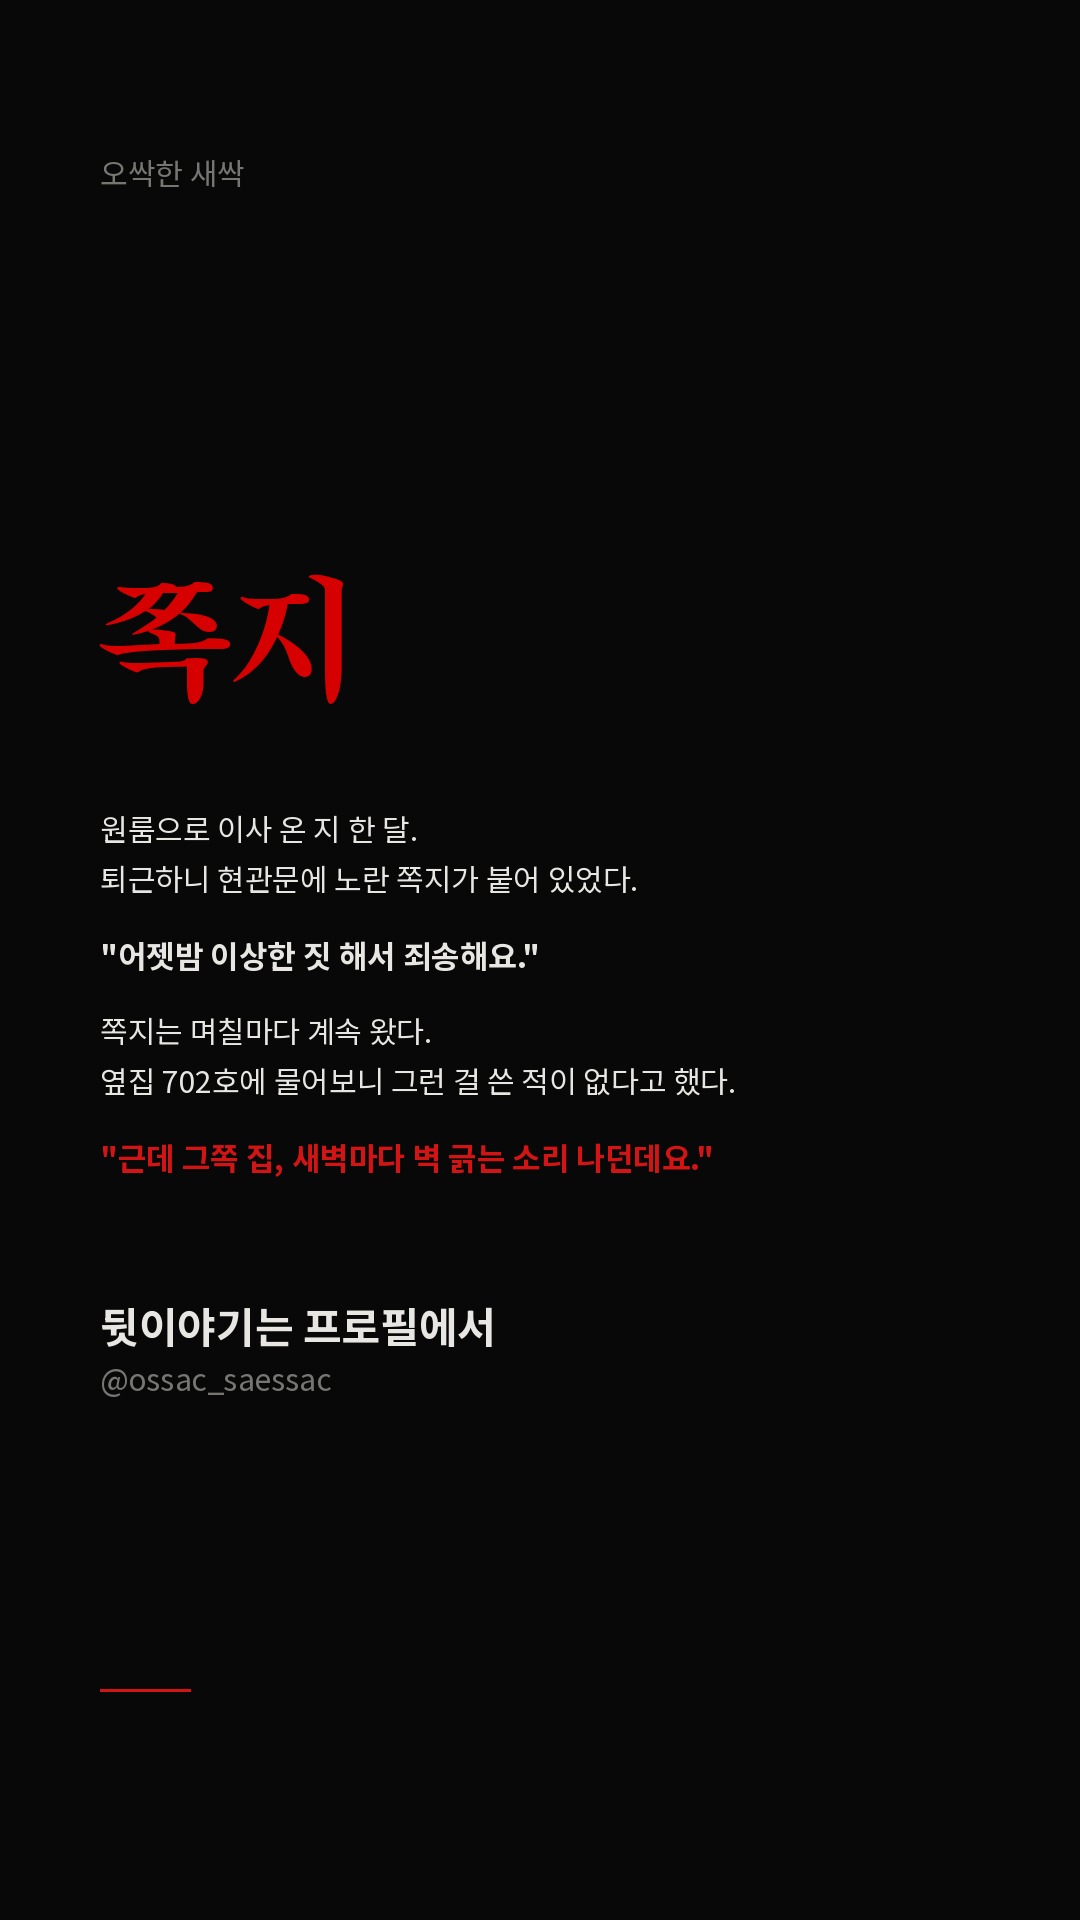 오싹한 새싹
쪽지
원룸으로 이사 온 지 한 달.
퇴근하니 현관문에 노란 쪽지가 붙어 있었다.
"어젯밤 이상한 짓 해서 죄송해요."
쪽지는 며칠마다 계속 왔다.
옆집 702호에 물어보니 그런 걸 쓴 적이 없다고 했다.
"근데 그쪽 집, 새벽마다 벽 긁는 소리 나던데요."
뒷이야기는 프로필에서
@ossac_saessac